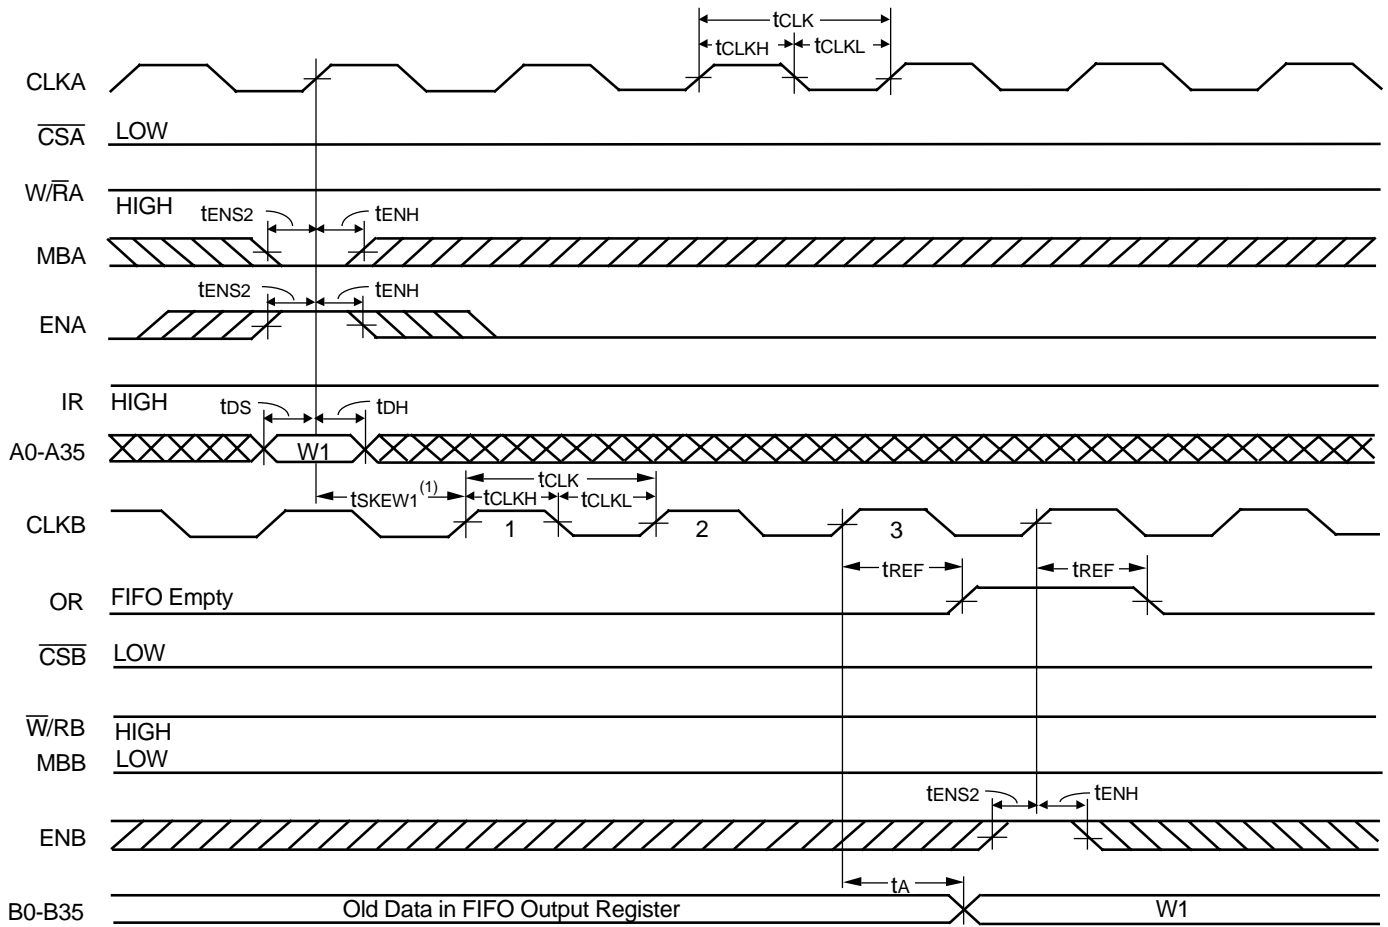 tCLK
tCLKH tCLKL
CLKA
CSA LOW
W/RA HIGH
tENS2 tENH
MBA
tENS2 tENH
ENA
IR HIGH
tDS tDH
A0-A35 W1
tCLK
tSKEW1(1) tCLKH tCLKL
CLKB 1 2 3
tREF tREF
OR FIFO Empty
CSB LOW
W/RB HIGH
MBB LOW
tENS2 tENH
ENB
tA
B0-B35 Old Data in FIFO Output Register W1